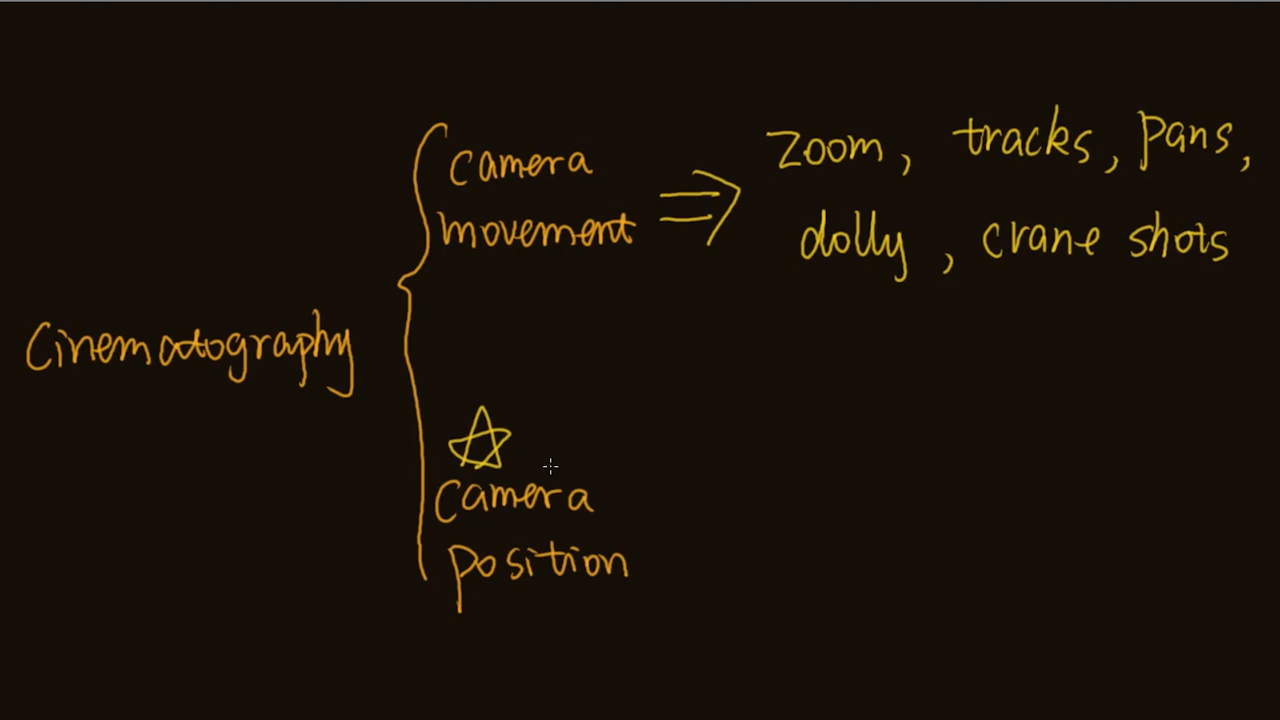 Cinematography
camera
movement
zoom, tracks, pans,
dolly, crane shots
camera
position